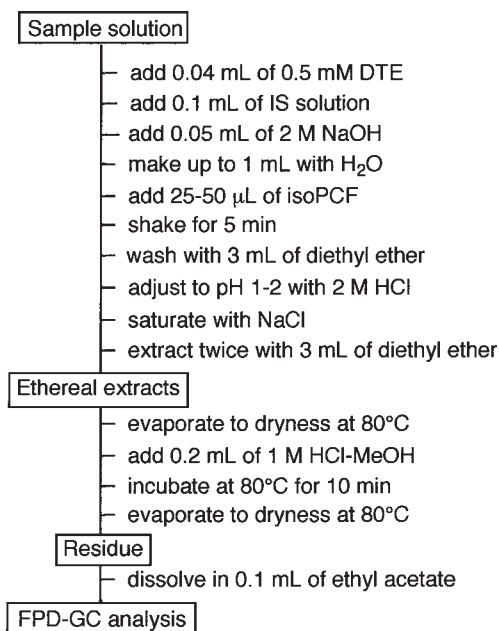 Sample solution
add 0.04 mL of 0.5 mM DTE
add 0.1 mL of IS solution
add 0.05 mL of 2 M NaOH
make up to 1 mL with H₂O
add 25-50 μL of isoPCF
shake for 5 min
wash with 3 mL of diethyl ether
adjust to pH 1-2 with 2 M HCl
saturate with NaCl
extract twice with 3 mL of diethyl ether
Ethereal extracts
evaporate to dryness at 80°C
add 0.2 mL of 1 M HCl-MeOH
incubate at 80°C for 10 min
evaporate to dryness at 80°C
Residue
dissolve in 0.1 mL of ethyl acetate
FPD-GC analysis